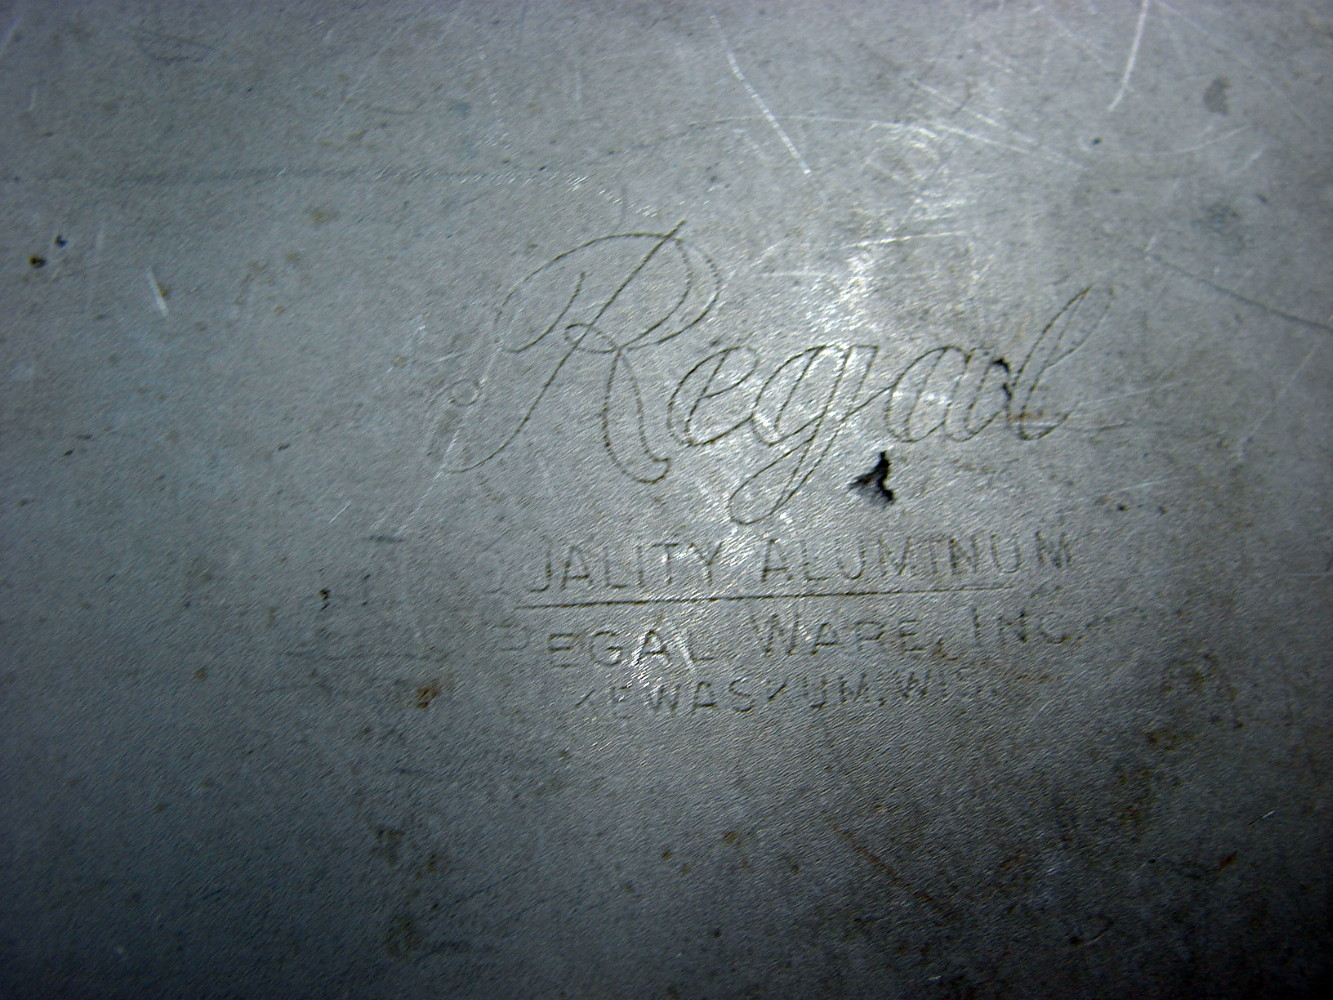 Regal
QUALITY ALUMINUM
REGAL WARE, INC.
KEWASKUM, WIS.